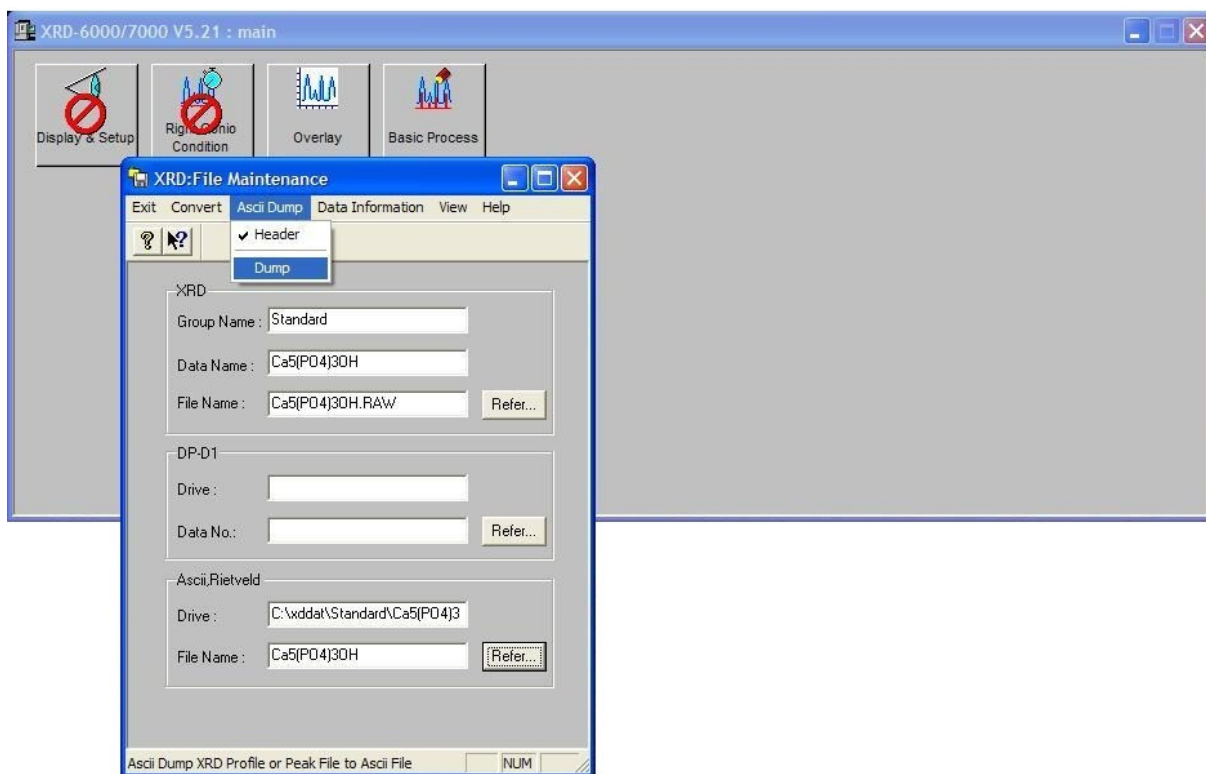 XRD-6000/7000 V5.21 : main
Display & Setup
Right Gonio
Condition
Overlay
Basic Process
XRD:File Maintenance
Exit Convert Ascii Dump Data Information View Help
Header
Dump
XRD
Group Name : Standard
Data Name : Ca5(PO4)3OH
File Name : Ca5(PO4)3OH.RAW Refer...
DP-D1
Drive :
Data No.: Refer...
Ascii,Rietveld
Drive : C:\xddat\Standard\Ca5(PO4)3
File Name : Ca5(PO4)3OH Refer...
Ascii Dump XRD Profile or Peak File to Ascii File NUM